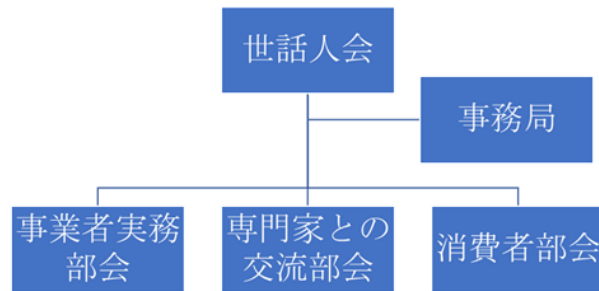 世話人会
事務局
事業者実務
部会
専門家との
交流部会
消費者部会